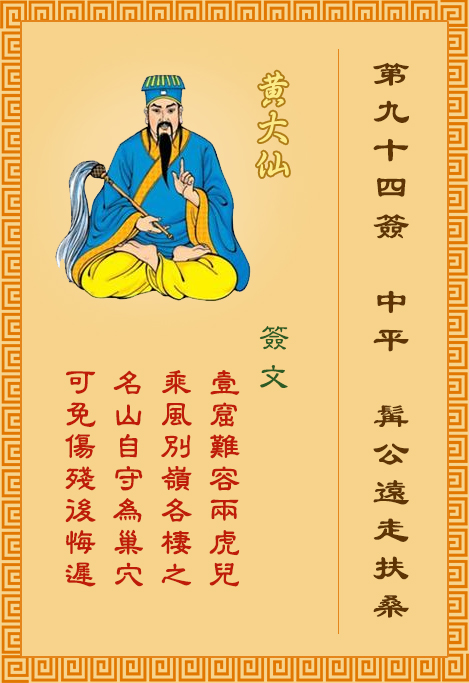 第九十四簽　中平　髯公遠走扶桑
黃大仙
簽文
壹窟難容兩虎兒
乘風別嶺各棲之
名山自守為巢穴
可免傷殘後悔遲